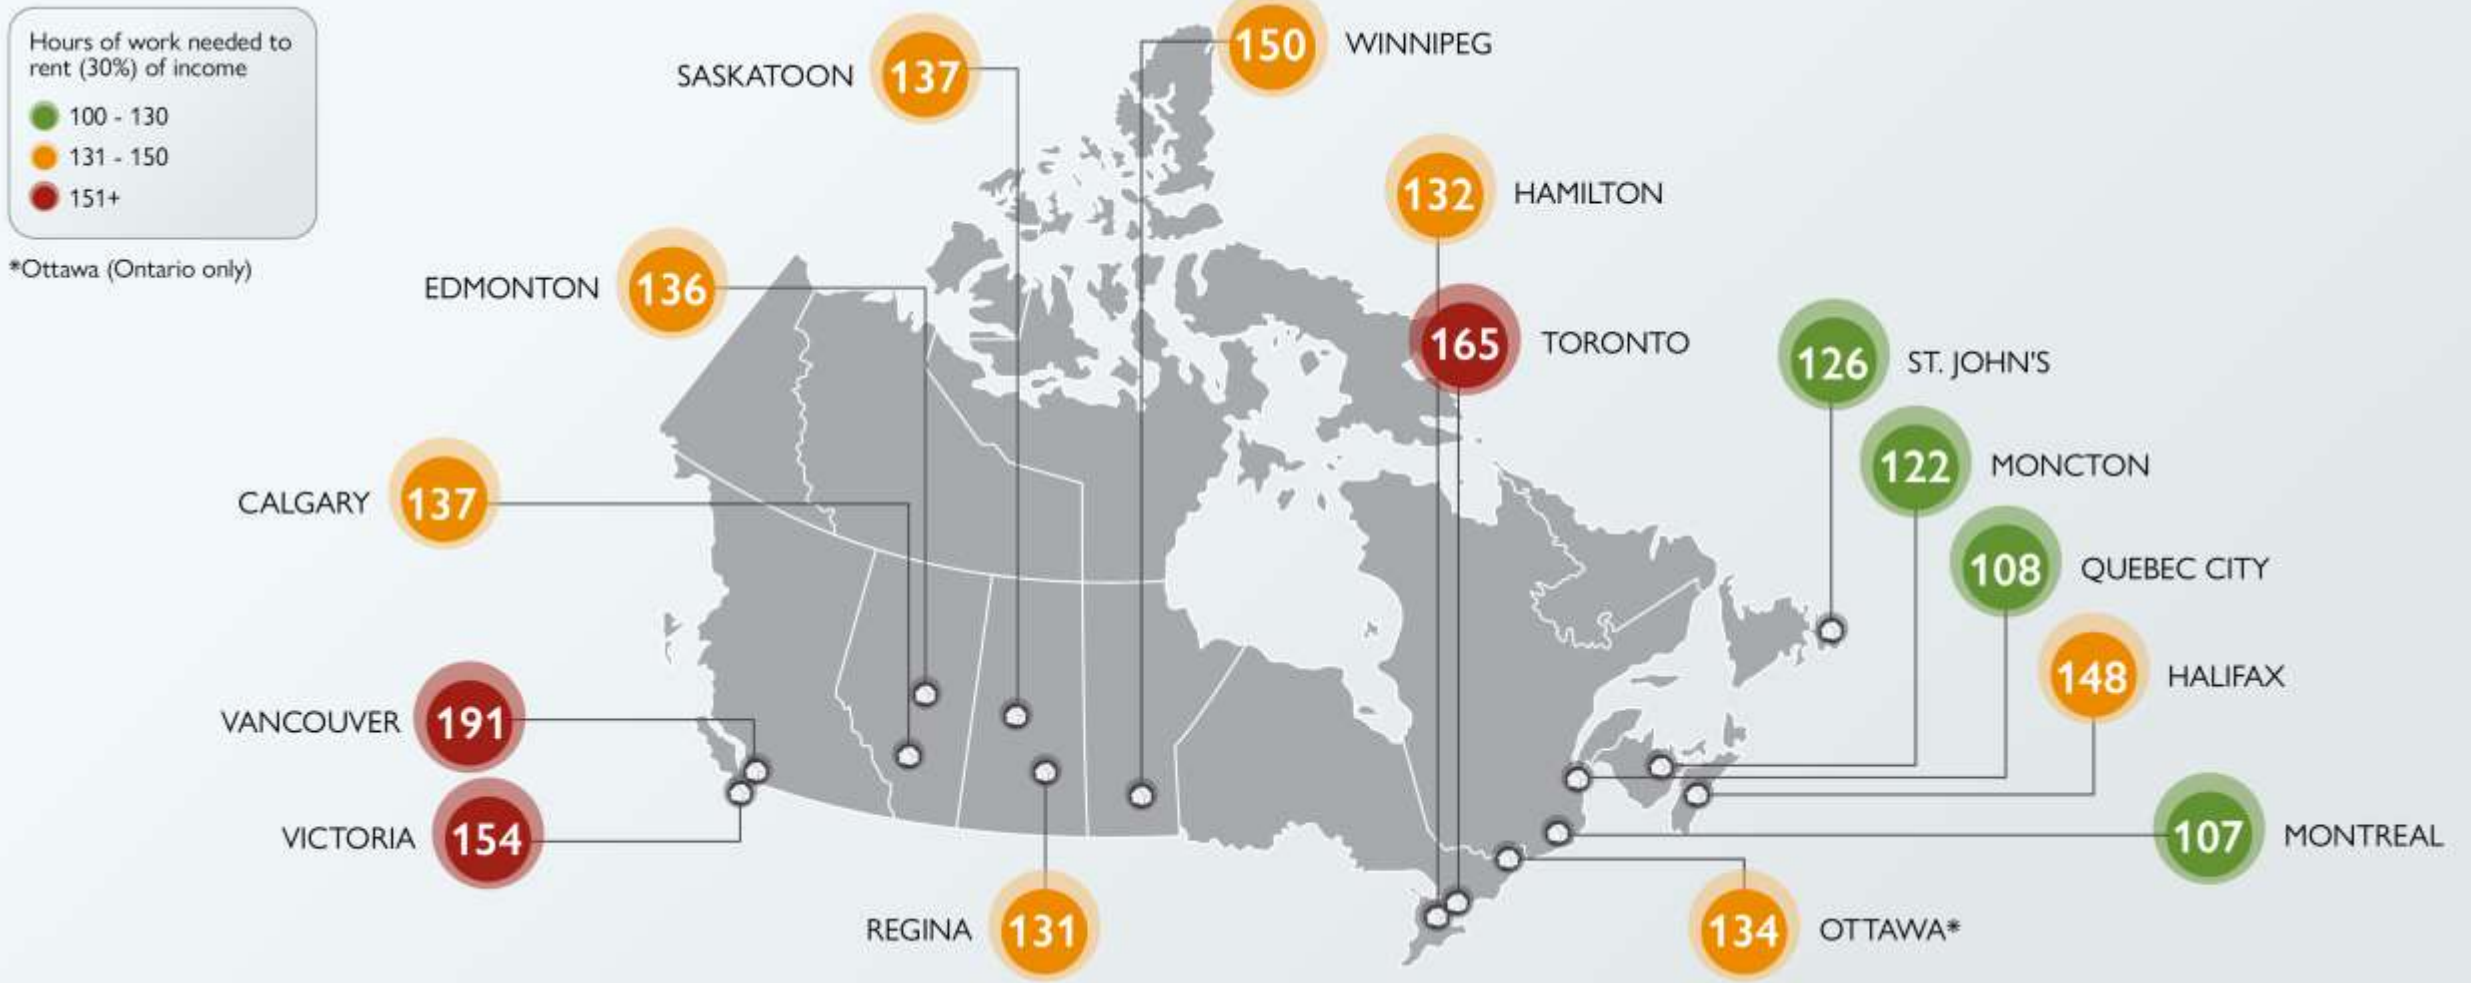 Hours of work needed to
rent (30%) of income
100 - 130
131 - 150
151+
*Ottawa (Ontario only)
150 WINNIPEG
SASKATOON 137
132 HAMILTON
EDMONTON 136
165 TORONTO
126 ST. JOHN'S
122 MONCTON
CALGARY 137
108 QUEBEC CITY
148 HALIFAX
VANCOUVER 191
VICTORIA 154
107 MONTREAL
REGINA 131
134 OTTAWA*